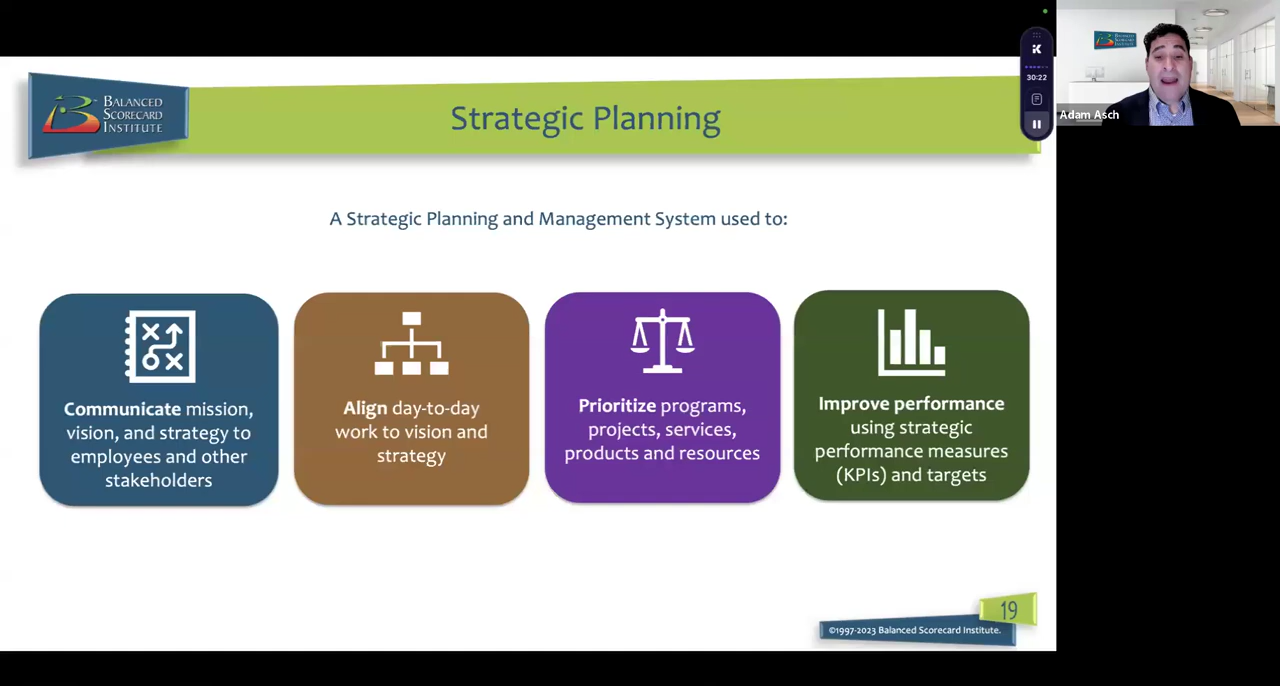 BALANCED
SCORECARD
INSTITUTE
Strategic Planning
A Strategic Planning and Management System used to:
Communicate mission,
vision, and strategy to
employees and other
stakeholders
Align day-to-day
work to vision and
strategy
Prioritize programs,
projects, services,
products and resources
Improve performance
using strategic
performance measures
(KPIs) and targets
19
©1997-2023 Balanced Scorecard Institute.
K
30:22
BALANCED
SCORECARD
INSTITUTE
Adam Asch